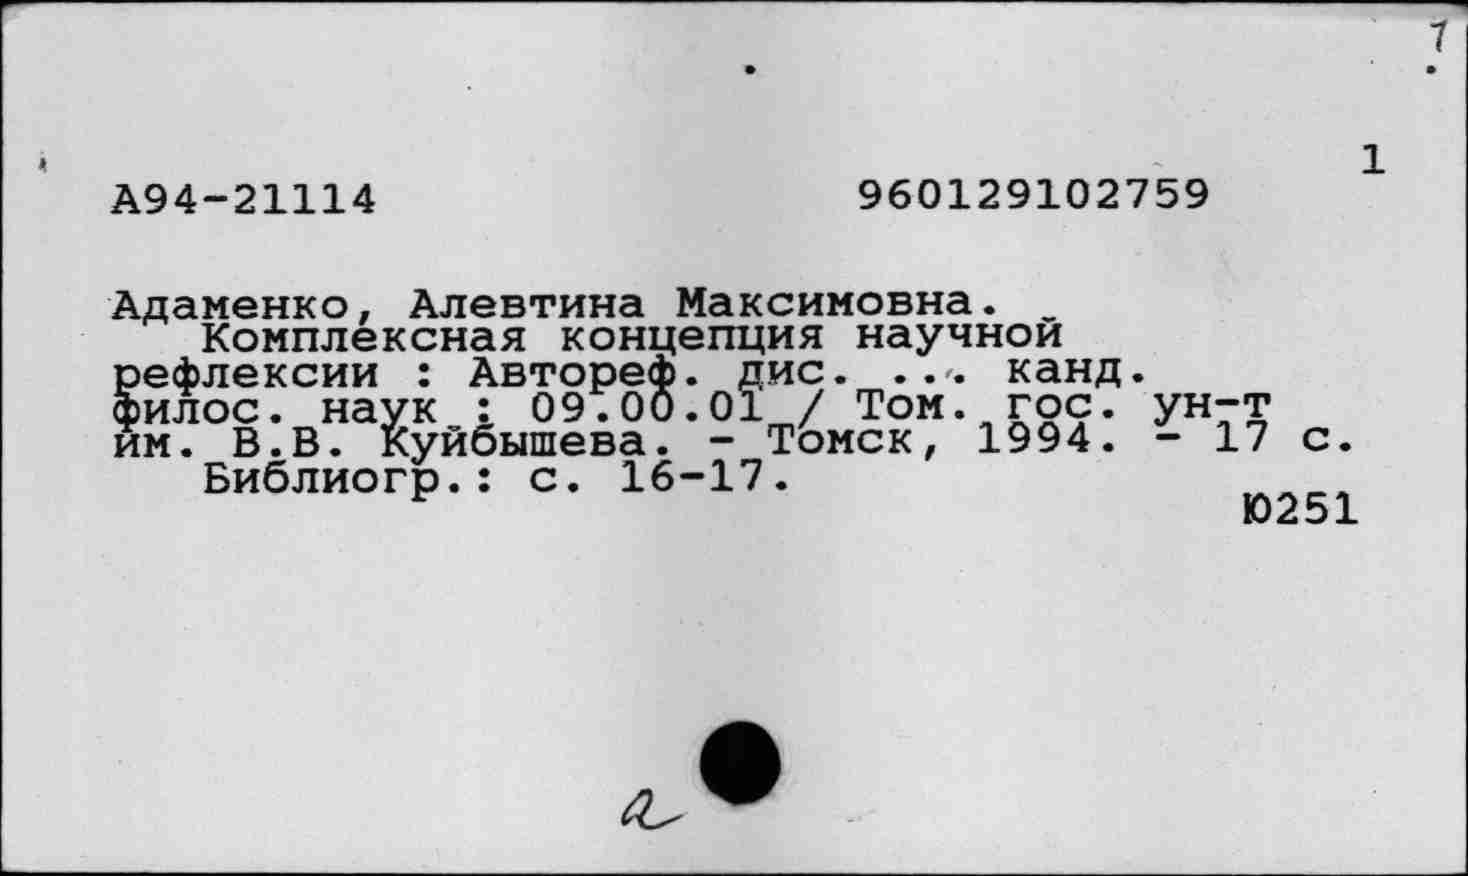 7
1
А94-21114 960129102759
Адаменко, Алевтина Максимовна.
Комплексная концепция научной
рефлексии : Автореф. дис. ... канд.
филос. наук : 09.00.01 / Том. гос. ун-т
им. В.В. Куйбышева. - Томск, 1994. - 17 с.
Библиогр.: с. 16-17.
Ю251